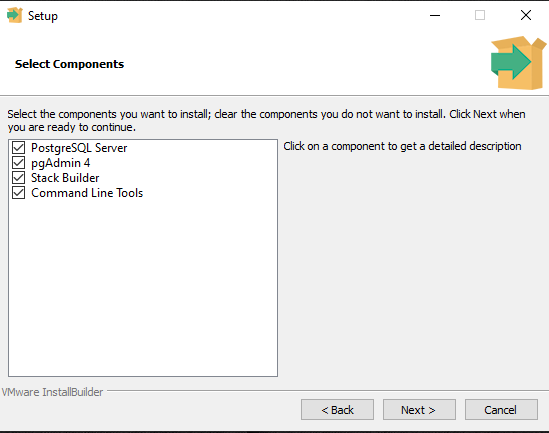 Setup
Select Components
Select the components you want to install; clear the components you do not want to install. Click Next when
you are ready to continue.
PostgreSQL Server
pgAdmin 4
Stack Builder
Command Line Tools
Click on a component to get a detailed description
VMware InstallBuilder
< Back
Next >
Cancel